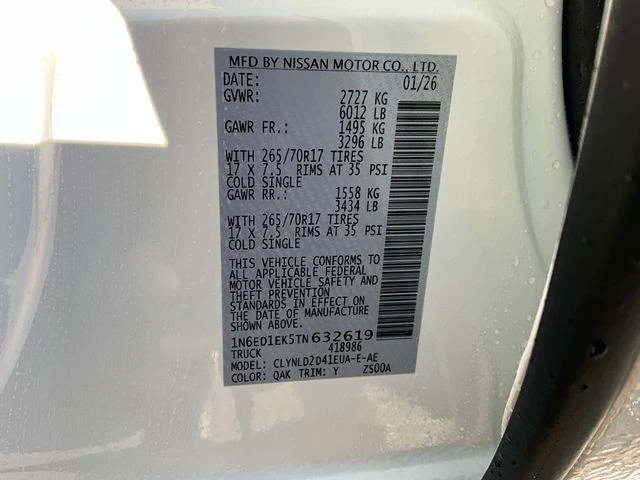 MFD BY NISSAN MOTOR CO., LTD.
DATE: 01/26
GVWR: 2727 KG
6012 LB
GAWR FR.: 1495 KG
3296 LB
WITH 265/70R17 TIRES
17 X 7.5 RIMS AT 35 PSI
COLD SINGLE
GAWR RR.: 1558 KG
3434 LB
WITH 265/70R17 TIRES
17 X 7.5 RIMS AT 35 PSI
COLD SINGLE
THIS VEHICLE CONFORMS TO
ALL APPLICABLE FEDERAL
MOTOR VEHICLE SAFETY AND
THEFT PREVENTION
STANDARDS IN EFFECT ON
THE DATE OF MANUFACTURE
SHOWN ABOVE.
1N6ED1EK5TN632619
TRUCK 418986
MODEL: CLYNLD2D41EUA-E-AE
COLOR: QAK TRIM: Y ZS00A